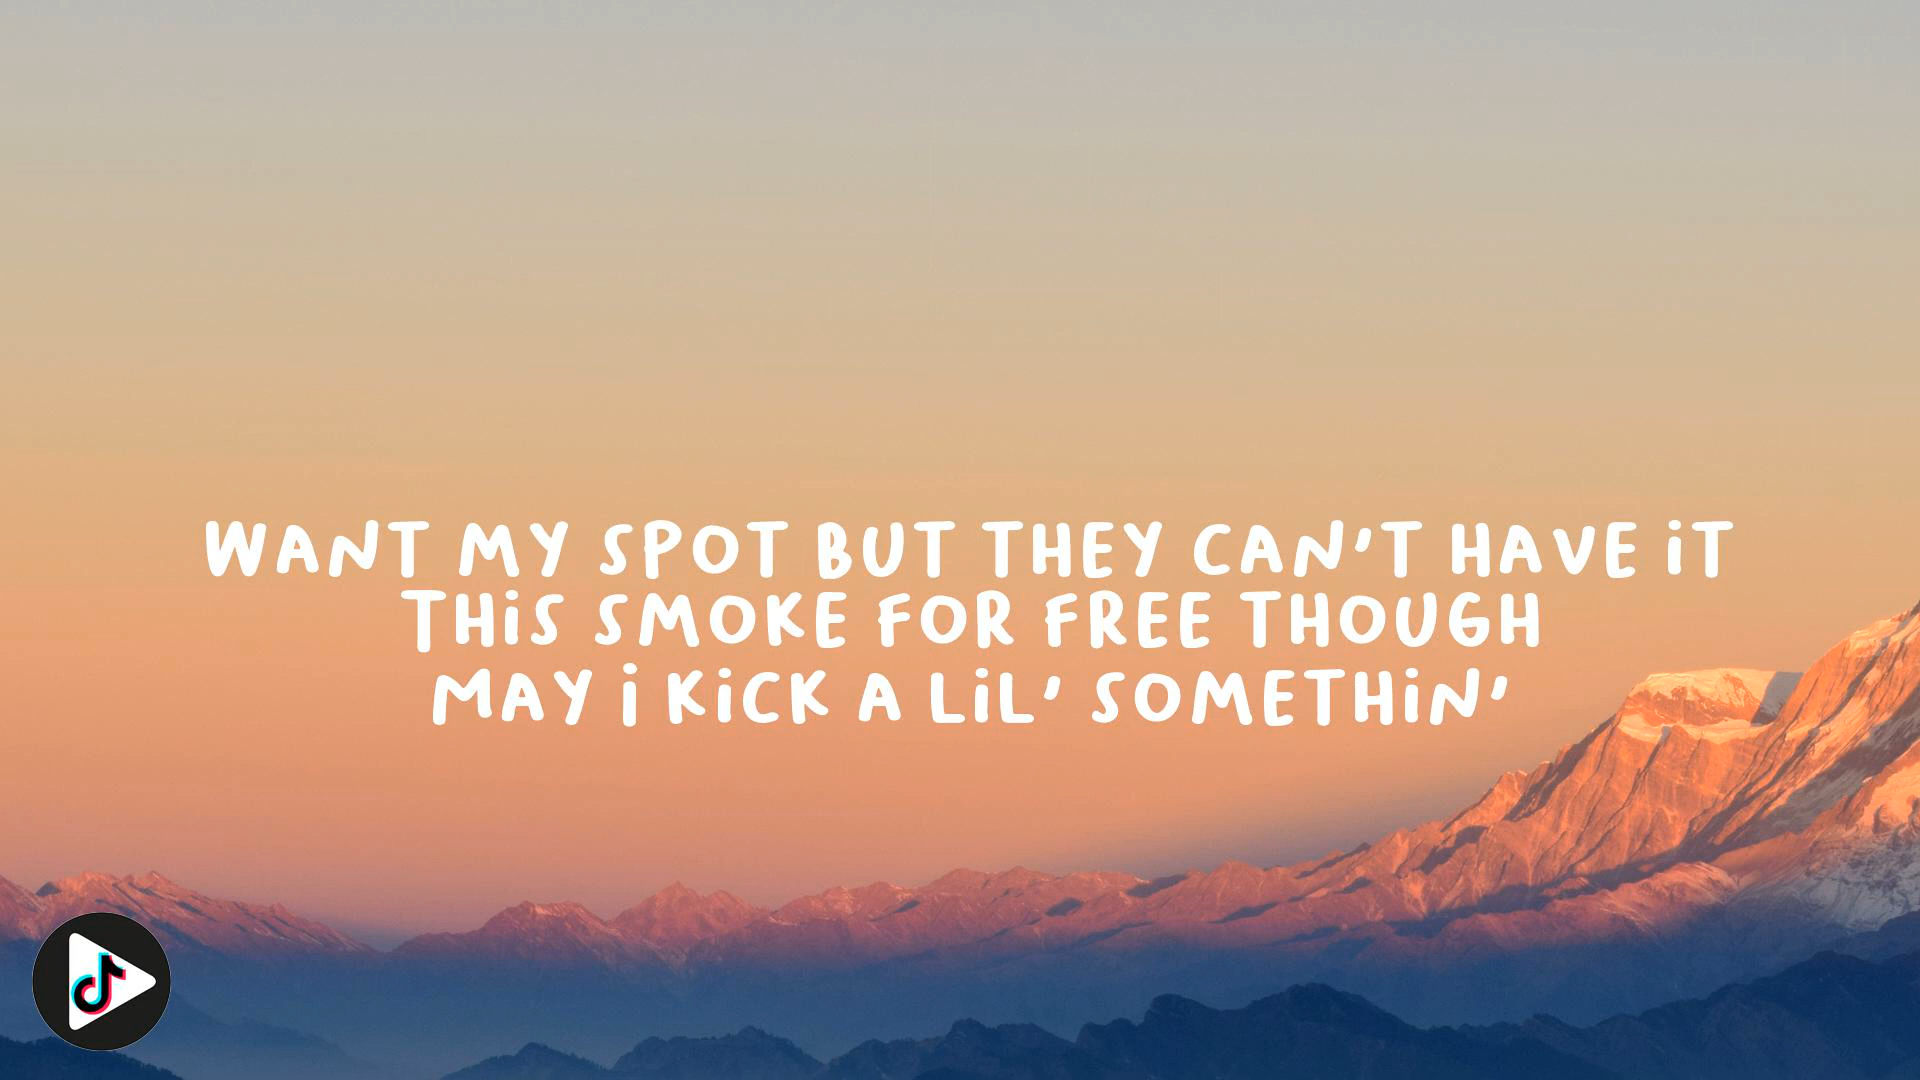 WANT MY SPOT BUT THEY CAN'T HAVE iT
THiS SMOKE FOR FREE THOUGH
MAY i KiCK A LiL' SOMETHiN'